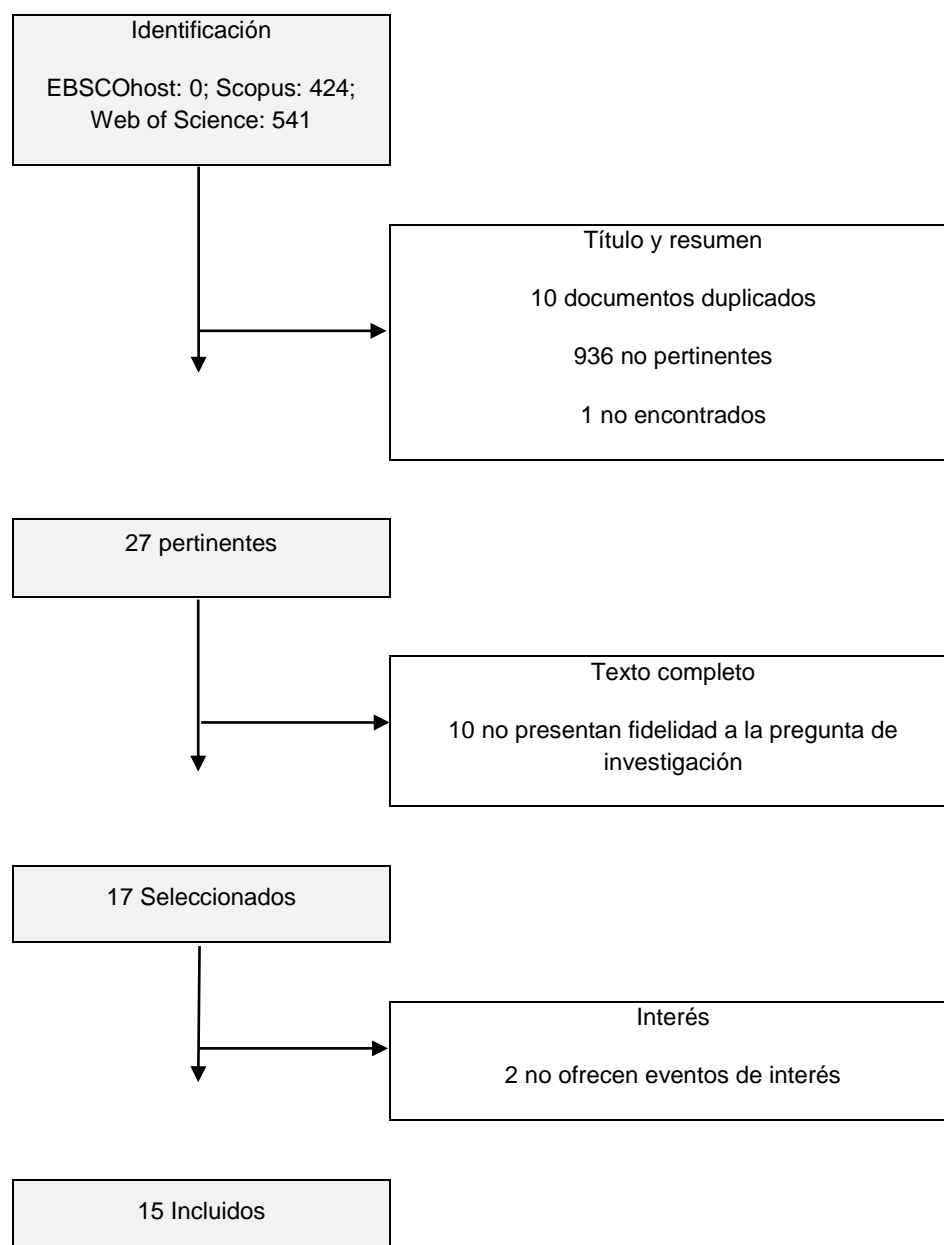 Identificación
EBSCOhost: 0; Scopus: 424;
Web of Science: 541
Título y resumen
10 documentos duplicados
936 no pertinentes
1 no encontrados
27 pertinentes
Texto completo
10 no presentan fidelidad a la pregunta de
investigación
17 Seleccionados
Interés
2 no ofrecen eventos de interés
15 Incluidos